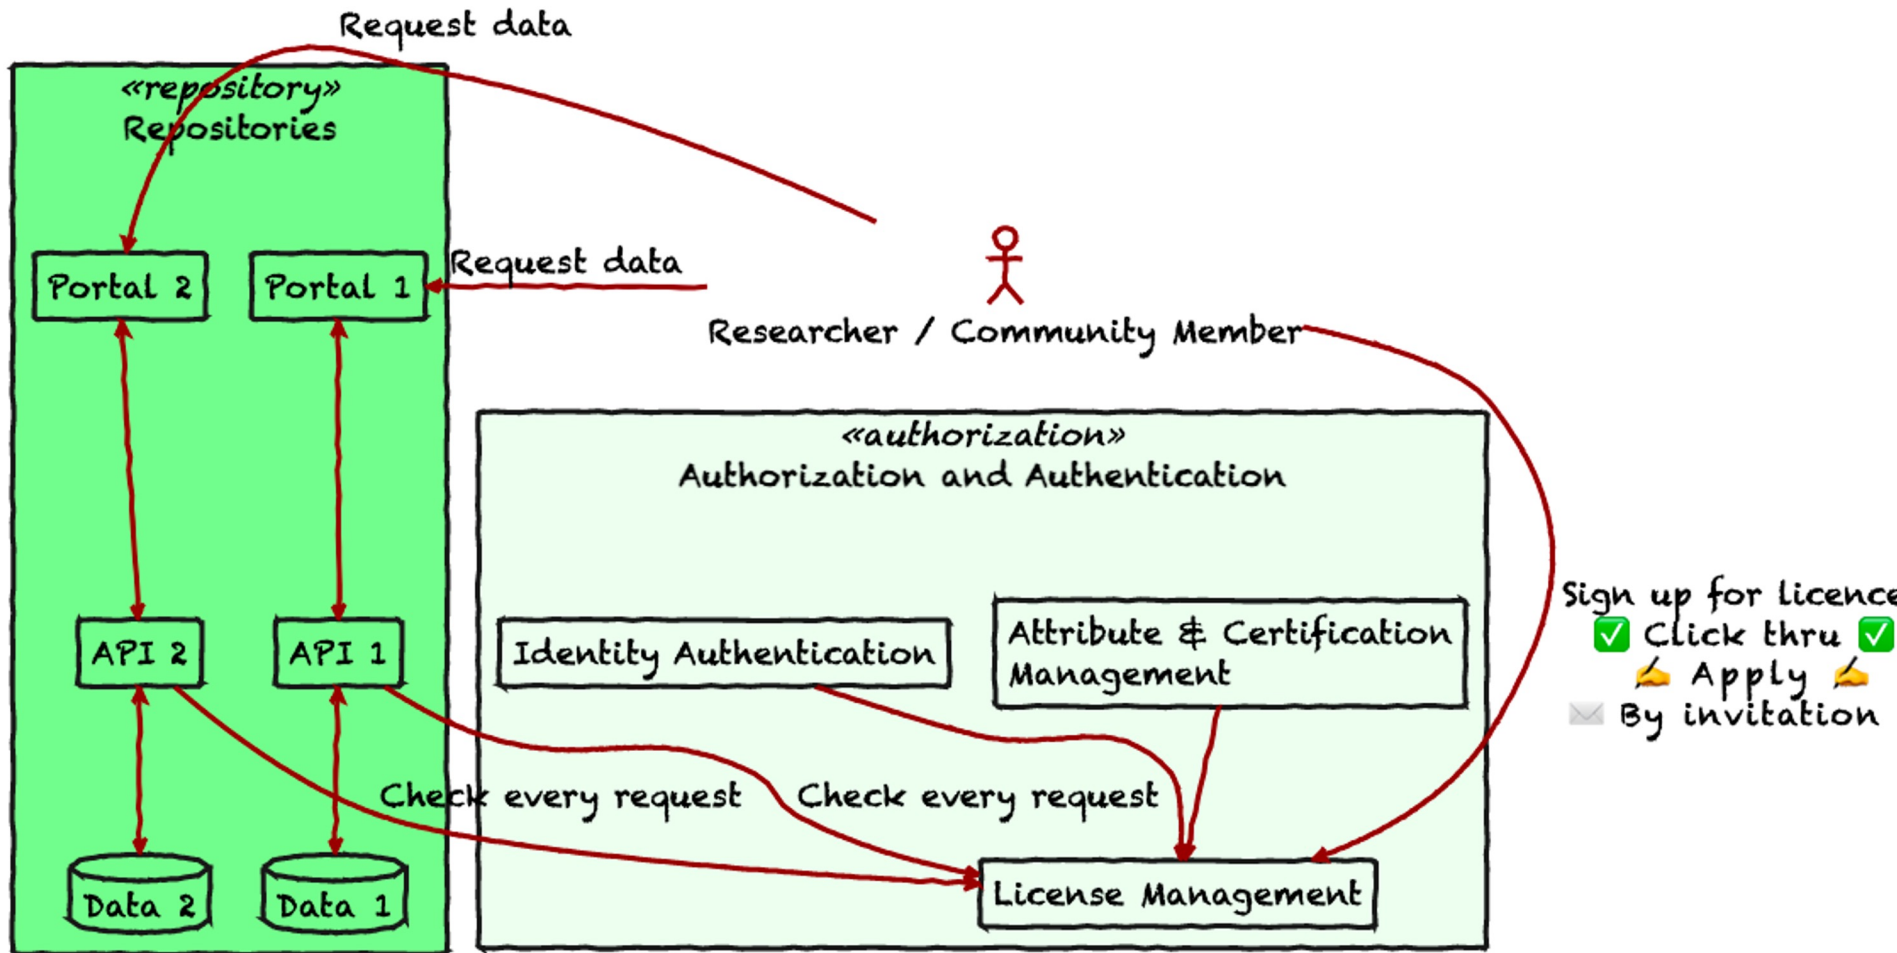 Request data
«repository»
Repositories
Portal 2
Portal 1
Request data
Researcher / Community Member
«authorization»
Authorization and Authentication
API 2
API 1
Identity Authentication
Attribute & Certification
Management
Sign up for licence
✅ Click thru ✅
✍️ Apply ✍️
✉️ By invitation
Check every request
Check every request
Data 2
Data 1
License Management